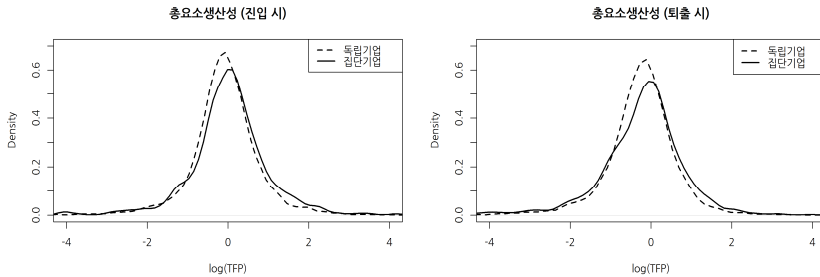 총요소생산성 (진입 시)
독립기업
집단기업
Density
0.0
0.2
0.4
0.6
-4
-2
0
2
4
log(TFP)
총요소생산성 (퇴출 시)
독립기업
집단기업
Density
0.0
0.2
0.4
0.6
-4
-2
0
2
4
log(TFP)